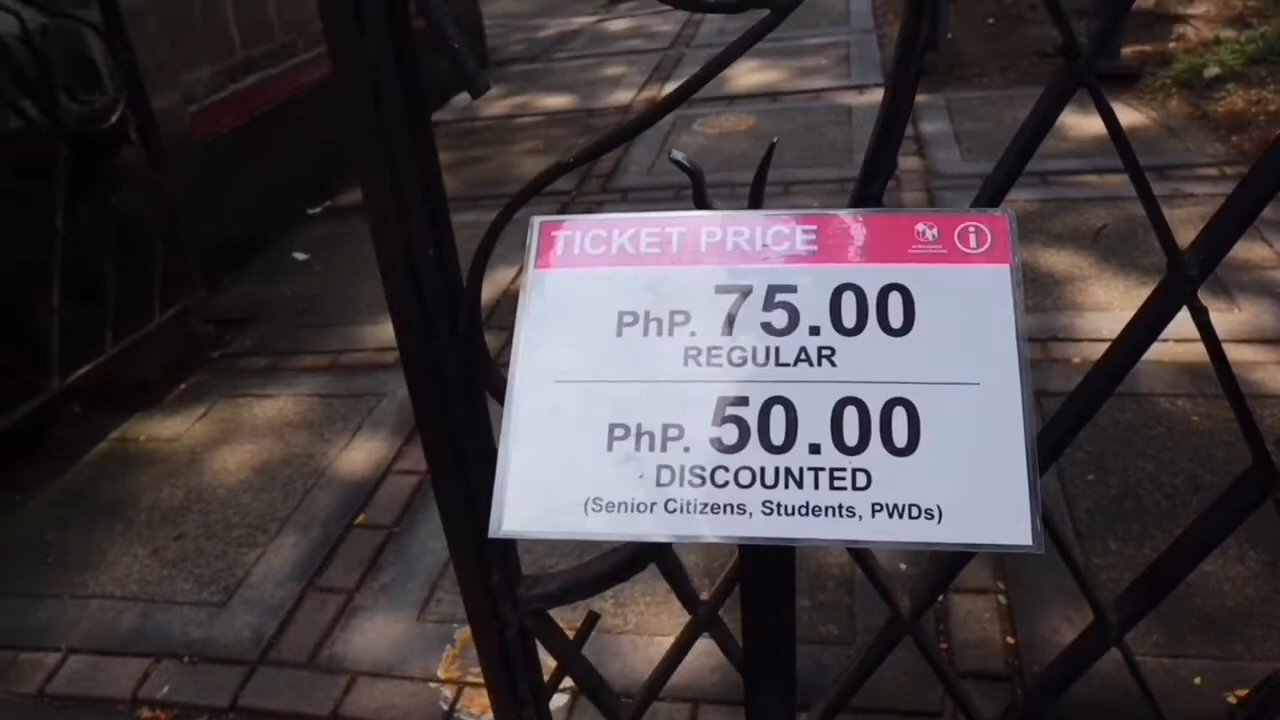 TICKET PRICE
PhP. 75.00
REGULAR
PhP. 50.00
DISCOUNTED
(Senior Citizens, Students, PWDs)